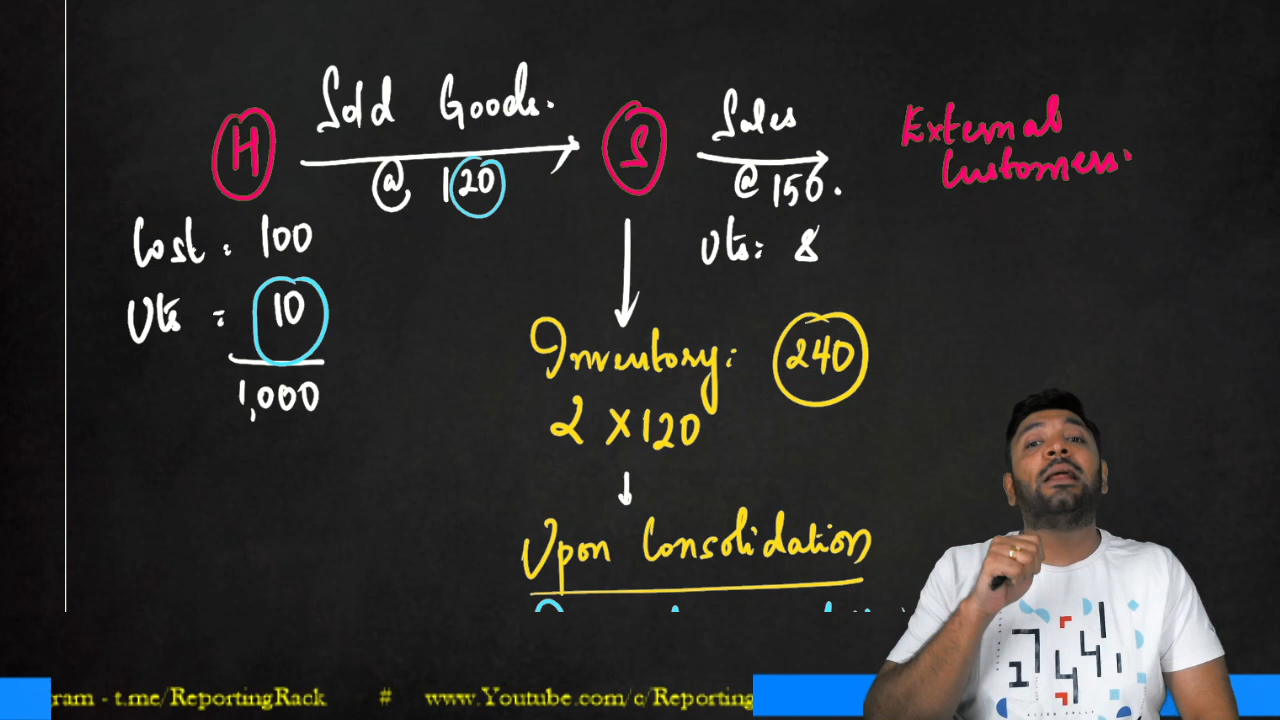 Sold Goods.
H
@ 120
S
Sales
@ 150.
External
Customers.
Cost : 100
Uts : 10
1,000
Uts: 8
Inventory: 240
2 X 120
Upon Consolidation
ram - t.me/ReportingRack # www.Youtube.com/c/Reporting